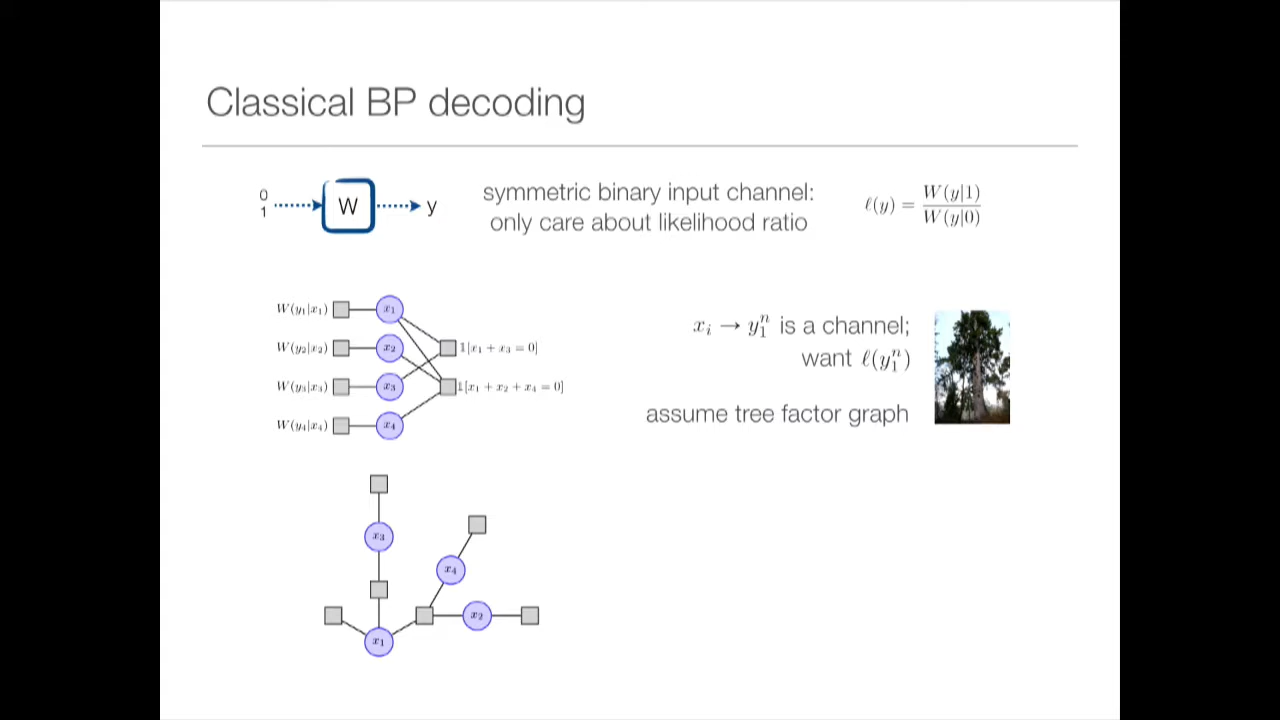 Classical BP decoding
0
1
W
y
symmetric binary input channel:
only care about likelihood ratio
ℓ(y) = W(y|1) / W(y|0)
W(y₁|x₁)
x₁
W(y₂|x₂)
x₂
1[x₁ + x₃ = 0]
W(y₃|x₃)
x₃
1[x₁ + x₂ + x₄ = 0]
W(y₄|x₄)
x₄
xᵢ → y₁ⁿ is a channel;
want ℓ(y₁ⁿ)
assume tree factor graph
x₃
x₄
x₂
x₁